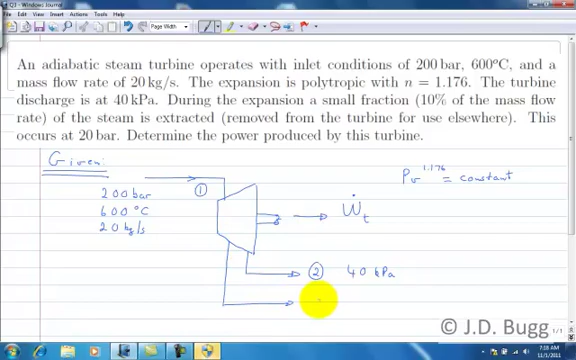 Q3 - Windows Journal
File Edit View Insert Actions Tools Help
Page Width
An adiabatic steam turbine operates with inlet conditions of 200 bar, 600°C, and a
mass flow rate of 20 kg/s. The expansion is polytropic with n = 1.176. The turbine
discharge is at 40 kPa. During the expansion a small fraction (10% of the mass flow
rate) of the steam is extracted (removed from the turbine for use elsewhere). This
occurs at 20 bar. Determine the power produced by this turbine.
Given:
200 bar
600 °C
20 kg/s
①
Pv^1.176 = constant
Ẇt
② 40 kPa
© J.D. Bugg
1/1
7:18 AM
11/1/2011